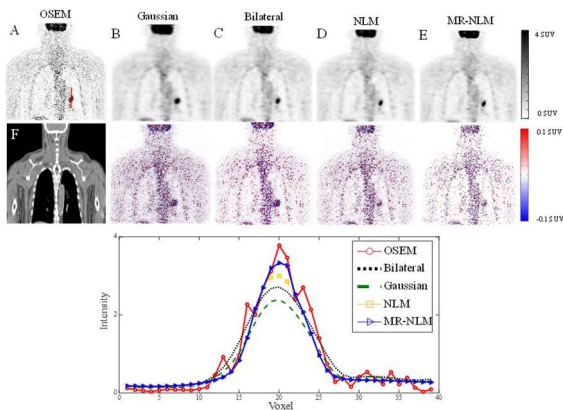 OSEM
Gaussian
Bilateral
NLM
MR-NLM
A
B
C
D
E
4 SUV
0 SUV
F
0.1 SUV
-0.1 SUV
4
2
0
Intensity
OSEM
Bilateral
Gaussian
NLM
MR-NLM
0 10 15 20 25 30 35 40
5
Voxel